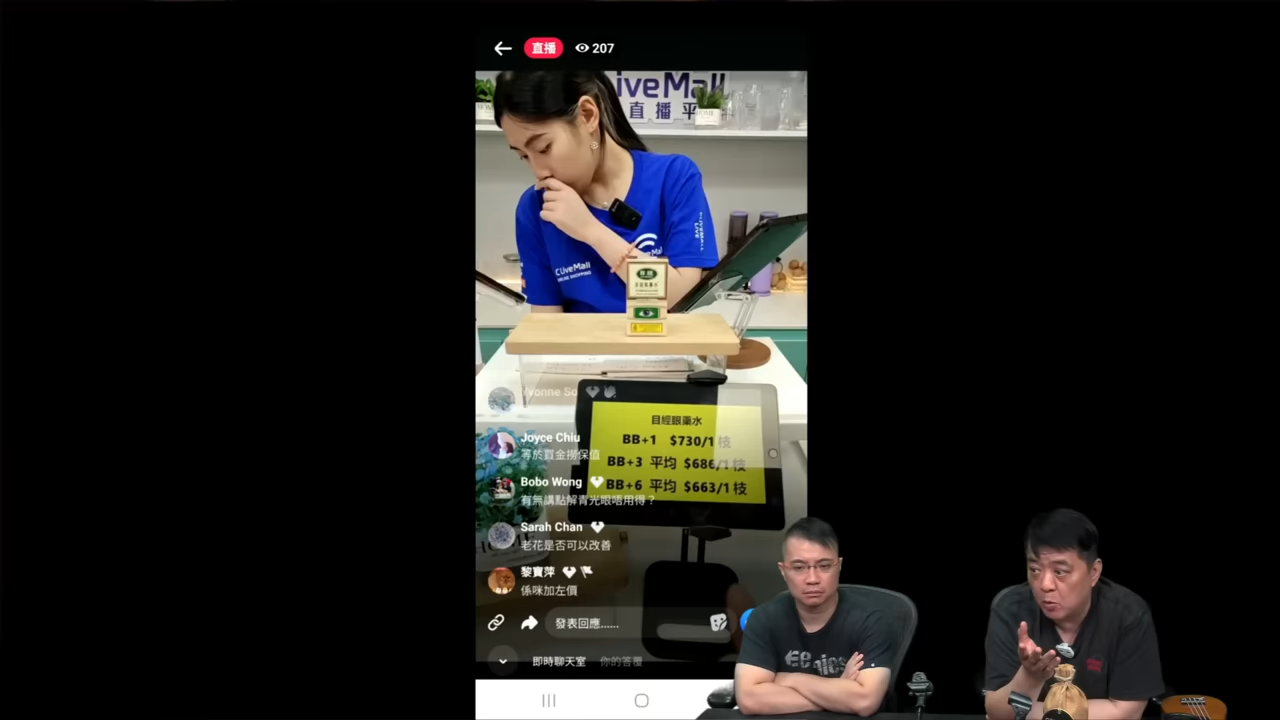 直播
207
iveMall
直播平
CLiveMall
目經眼藥水
BB+1 $730/1枝
BB+3 平均 $686/1枝
BB+6 平均 $663/1枝
Yvonne So
Joyce Chiu
等於買金撈保值
Bobo Wong
有無講點解青光眼唔用得？
Sarah Chan
老花是否可以改善
黎寶萍
係咪加左價
發表回應......
即時聊天室 你的答覆